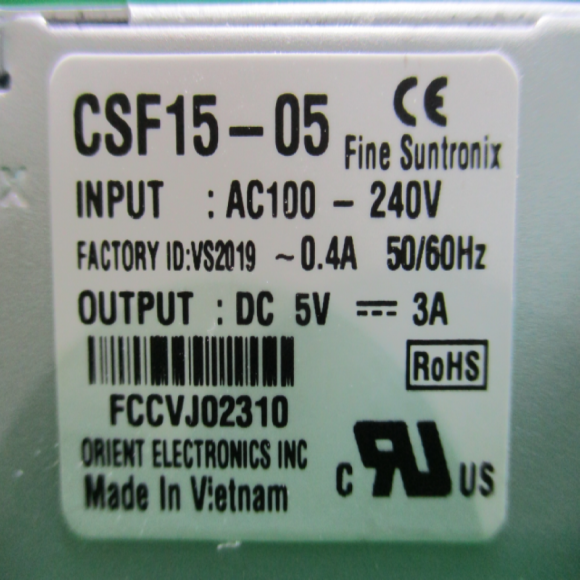 CSF15-05
CE
Fine Suntronix
INPUT : AC100 - 240V
FACTORY ID:VS2019 ~0.4A 50/60Hz
OUTPUT : DC 5V ⎓ 3A
RoHS
FCCVJ02310
ORIENT ELECTRONICS INC
Made In Vietnam
C RU US